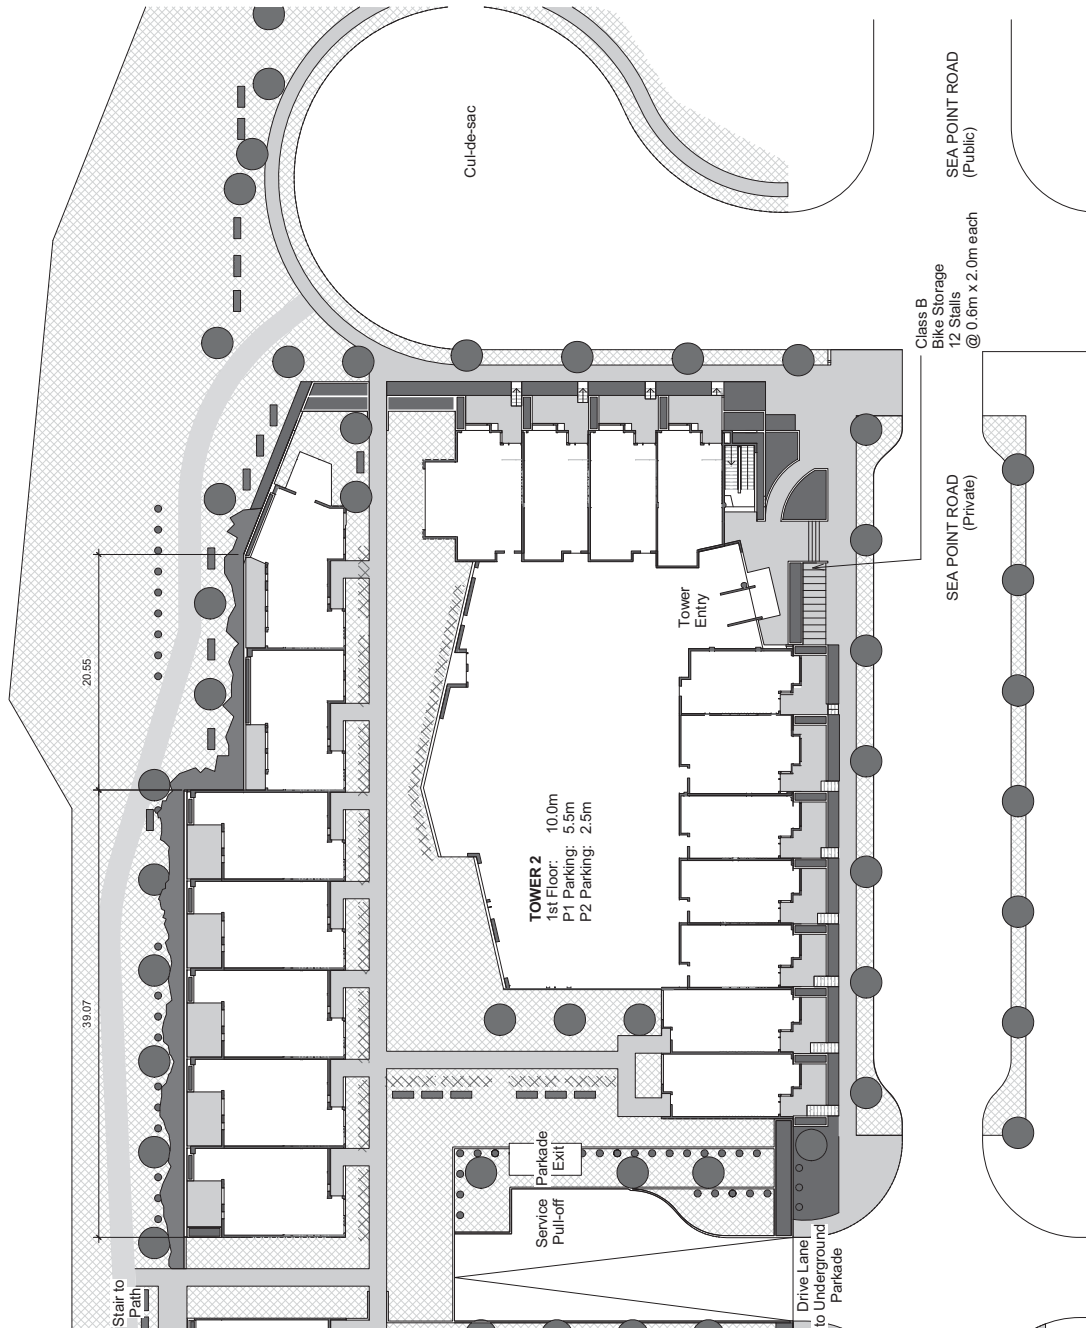 Cul-de-sac
SEA POINT ROAD
(Public)
Class B
Bike Storage
12 Stalls
@ 0.6m x 2.0m each
SEA POINT ROAD
(Private)
Tower
Entry
20.55
39.07
TOWER 2
1st Floor: 10.0m
P1 Parking: 5.5m
P2 Parking: 2.5m
Parkade
Exit
Service
Pull-off
Stair to
Path
Drive Lane
to Underground
Parkade